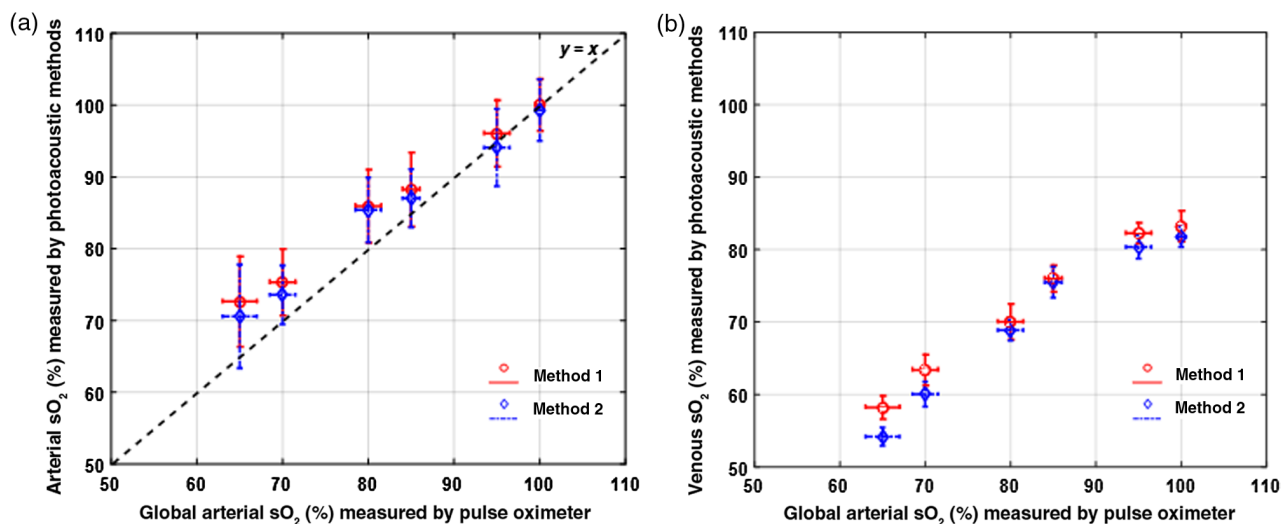 (a)
Arterial sO2 (%) measured by photoacoustic methods
110
100
90
80
70
60
50
y = x
Method 1
Method 2
50 60 70 80 90 100 110
Global arterial sO2 (%) measured by pulse oximeter
(b)
Venous sO2 (%) measured by photoacoustic methods
110
100
90
80
70
60
50
Method 1
Method 2
50 60 70 80 90 100 110
Global arterial sO2 (%) measured by pulse oximeter